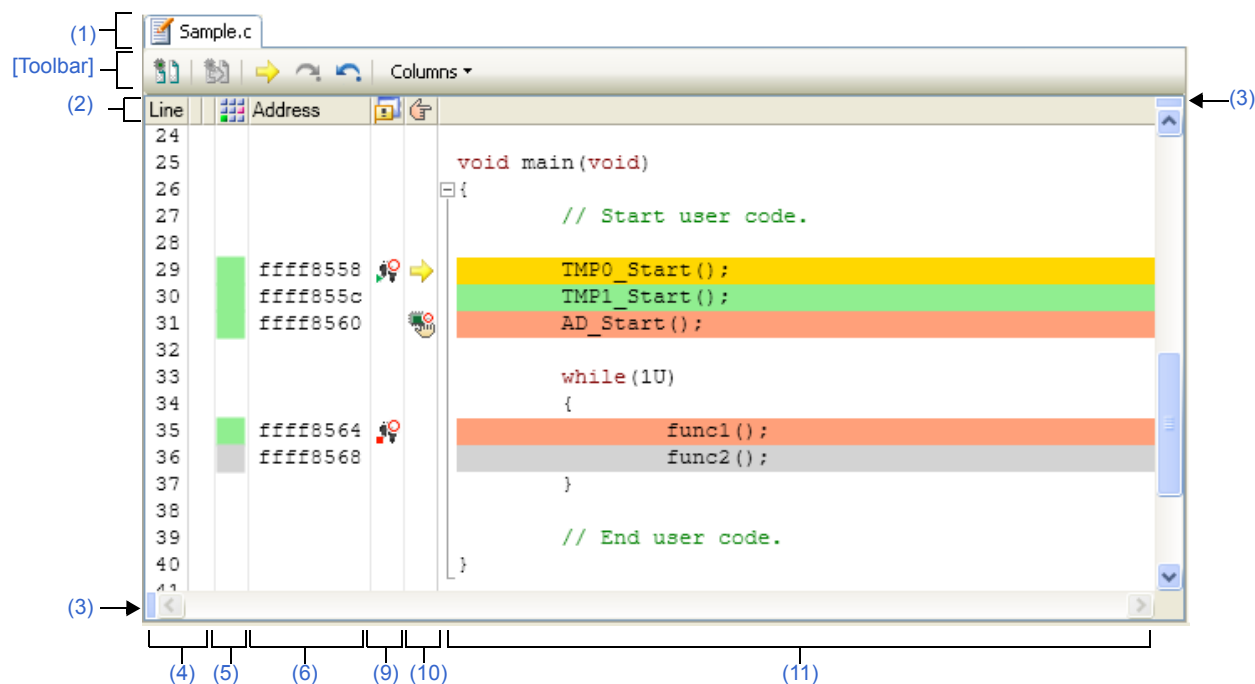 (1)
Sample.c
[Toolbar]
Columns
(2)
Line Address
(3)
24
25 void main(void)
26 {
27 // Start user code.
28
29 ffff8558 TMP0_Start();
30 ffff855c TMP1_Start();
31 ffff8560 AD_Start();
32
33 while(1U)
34 {
35 ffff8564 func1();
36 ffff8568 func2();
37 }
38
39 // End user code.
40 }
41
(3)
(4) (5) (6) (9) (10) (11)